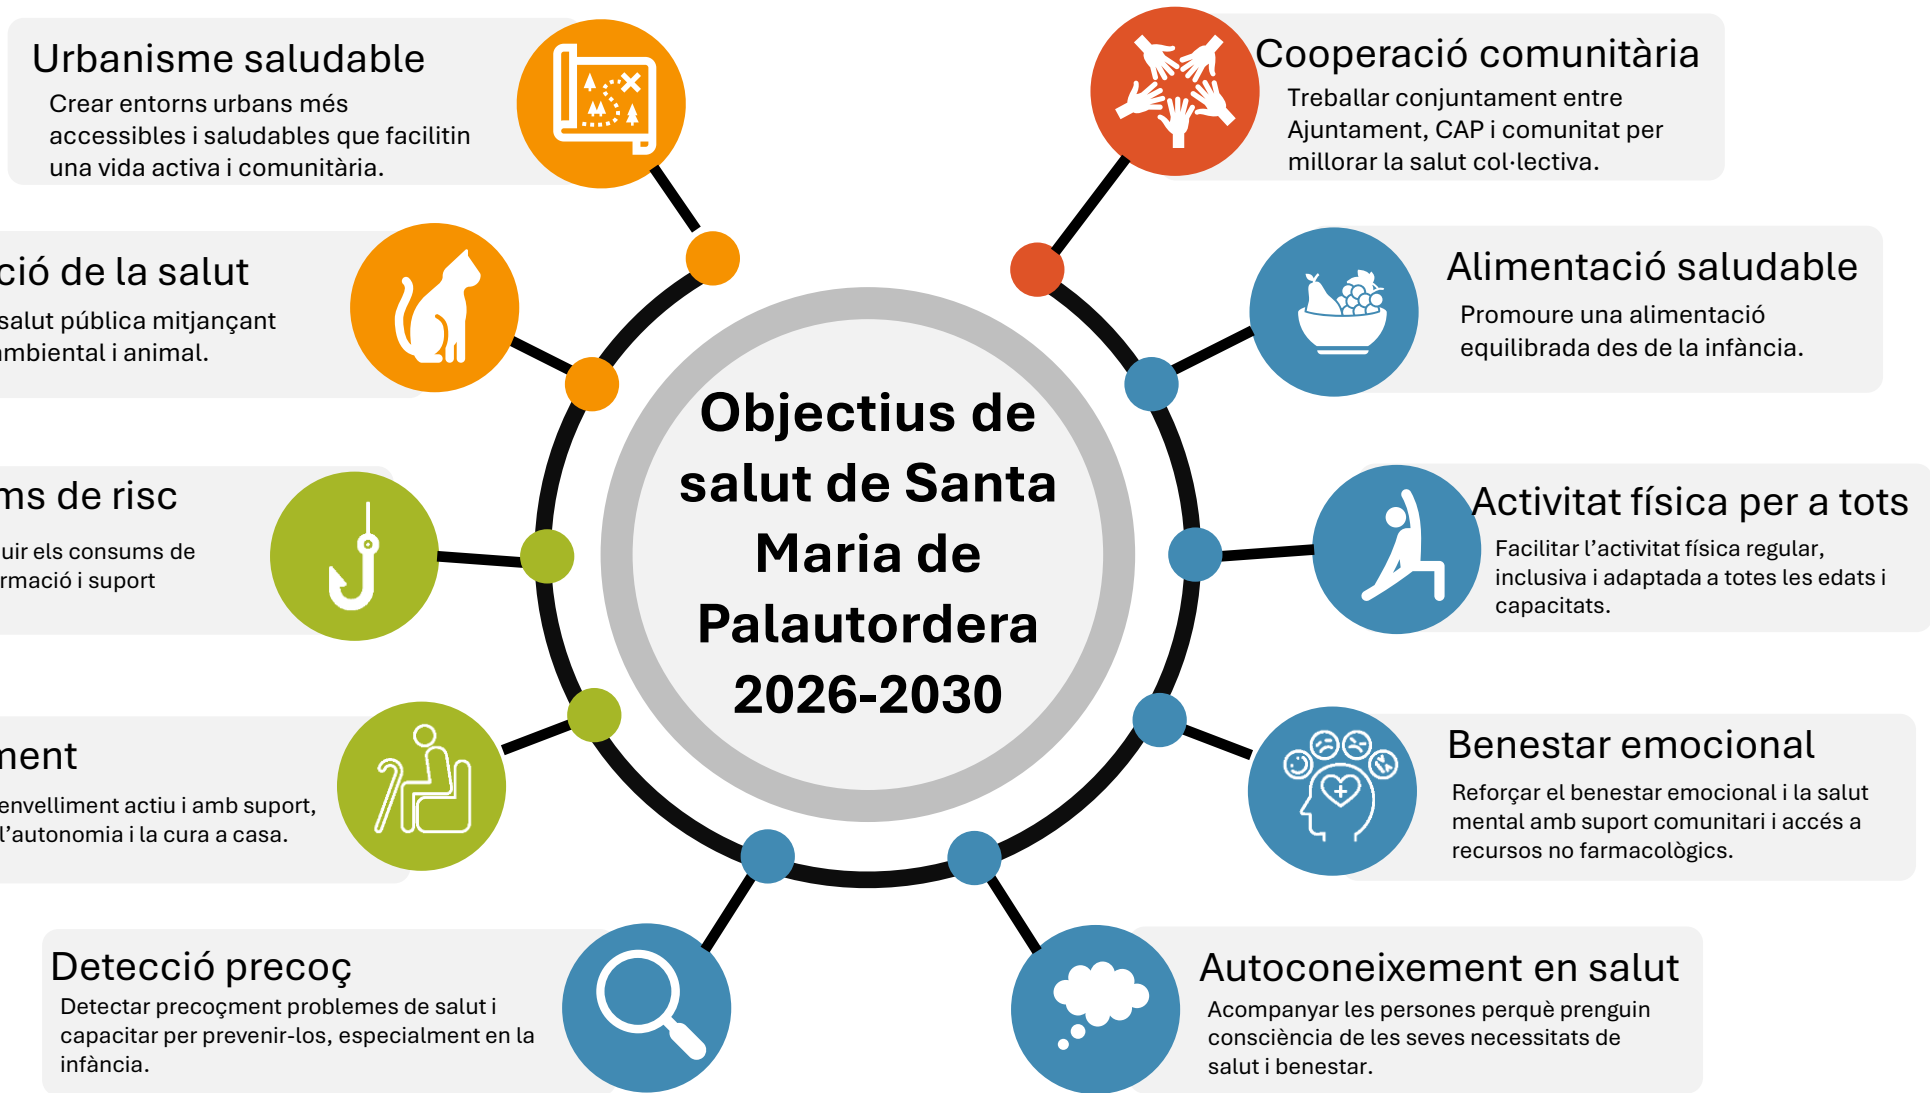 Urbanisme saludable
Crear entorns urbans més
accessibles i saludables que facilitin
una vida activa i comunitària.
ció de la salut
salut pública mitjançant
ambiental i animal.
ms de risc
uir els consums de
rmació i suport
ment
envelliment actiu i amb suport,
l’autonomia i la cura a casa.
Detecció precoç
Detectar precoçment problemes de salut i
capacitar per prevenir-los, especialment en la
infància.
Objectius de
salut de Santa
Maria de
Palautordera
2026-2030
Cooperació comunitària
Treballar conjuntament entre
Ajuntament, CAP i comunitat per
millorar la salut col·lectiva.
Alimentació saludable
Promoure una alimentació
equilibrada des de la infància.
Activitat física per a tots
Facilitar l’activitat física regular,
inclusiva i adaptada a totes les edats i
capacitats.
Benestar emocional
Reforçar el benestar emocional i la salut
mental amb suport comunitari i accés a
recursos no farmacològics.
Autoconeixement en salut
Acompanyar les persones perquè prenguin
consciència de les seves necessitats de
salut i benestar.